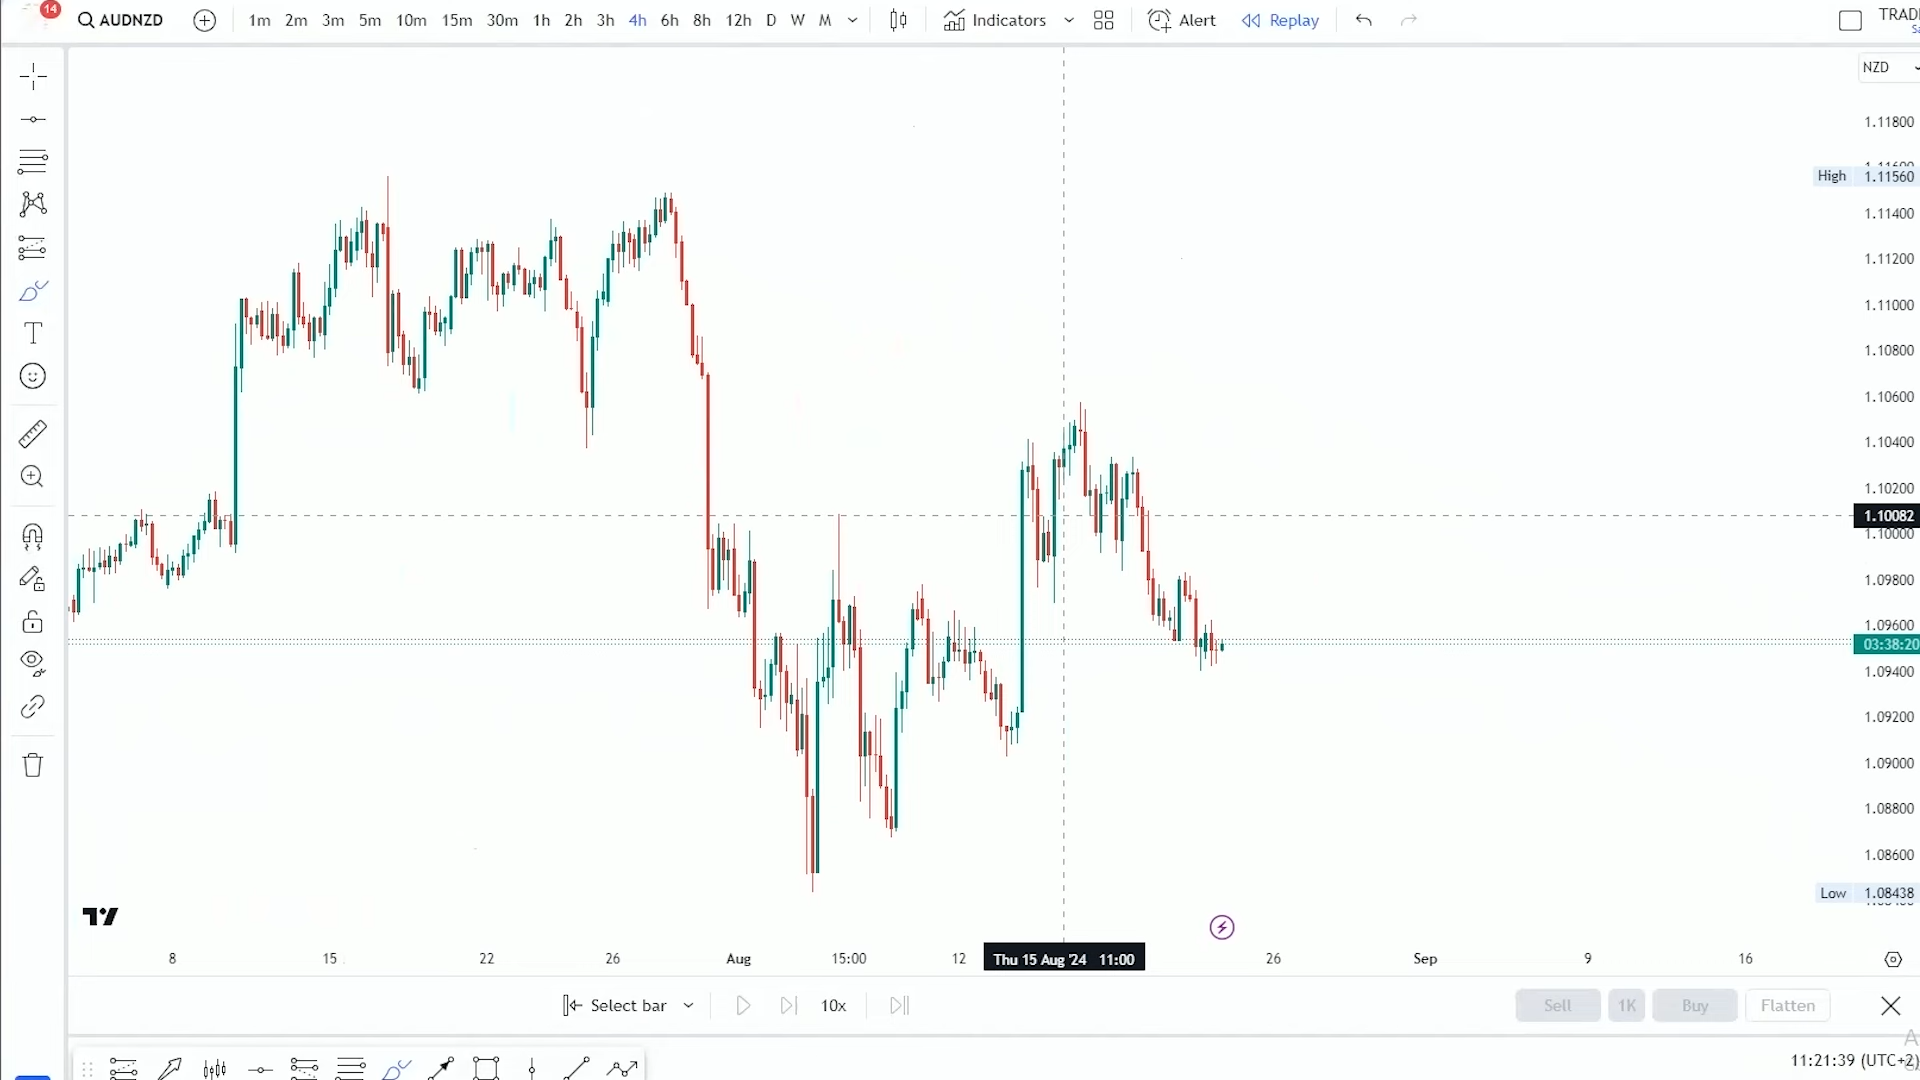 14
AUDNZD 1m 2m 3m 5m 10m 15m 30m 1h 2h 3h 4h 6h 8h 12h D W M Indicators Alert Replay
NZD
1.11800
High 1.11560
1.11400
1.11200
1.11000
1.10800
1.10600
1.10400
1.10200
1.10082
1.10000
1.09800
1.09600
03:38:20
1.09400
1.09200
1.09000
1.08800
1.08600
Low 1.08438
8 15 22 26 Aug 15:00 12 Thu 15 Aug '24 11:00 26 Sep 9 16
Select bar 10x Sell 1K Buy Flatten
11:21:39 (UTC+2)